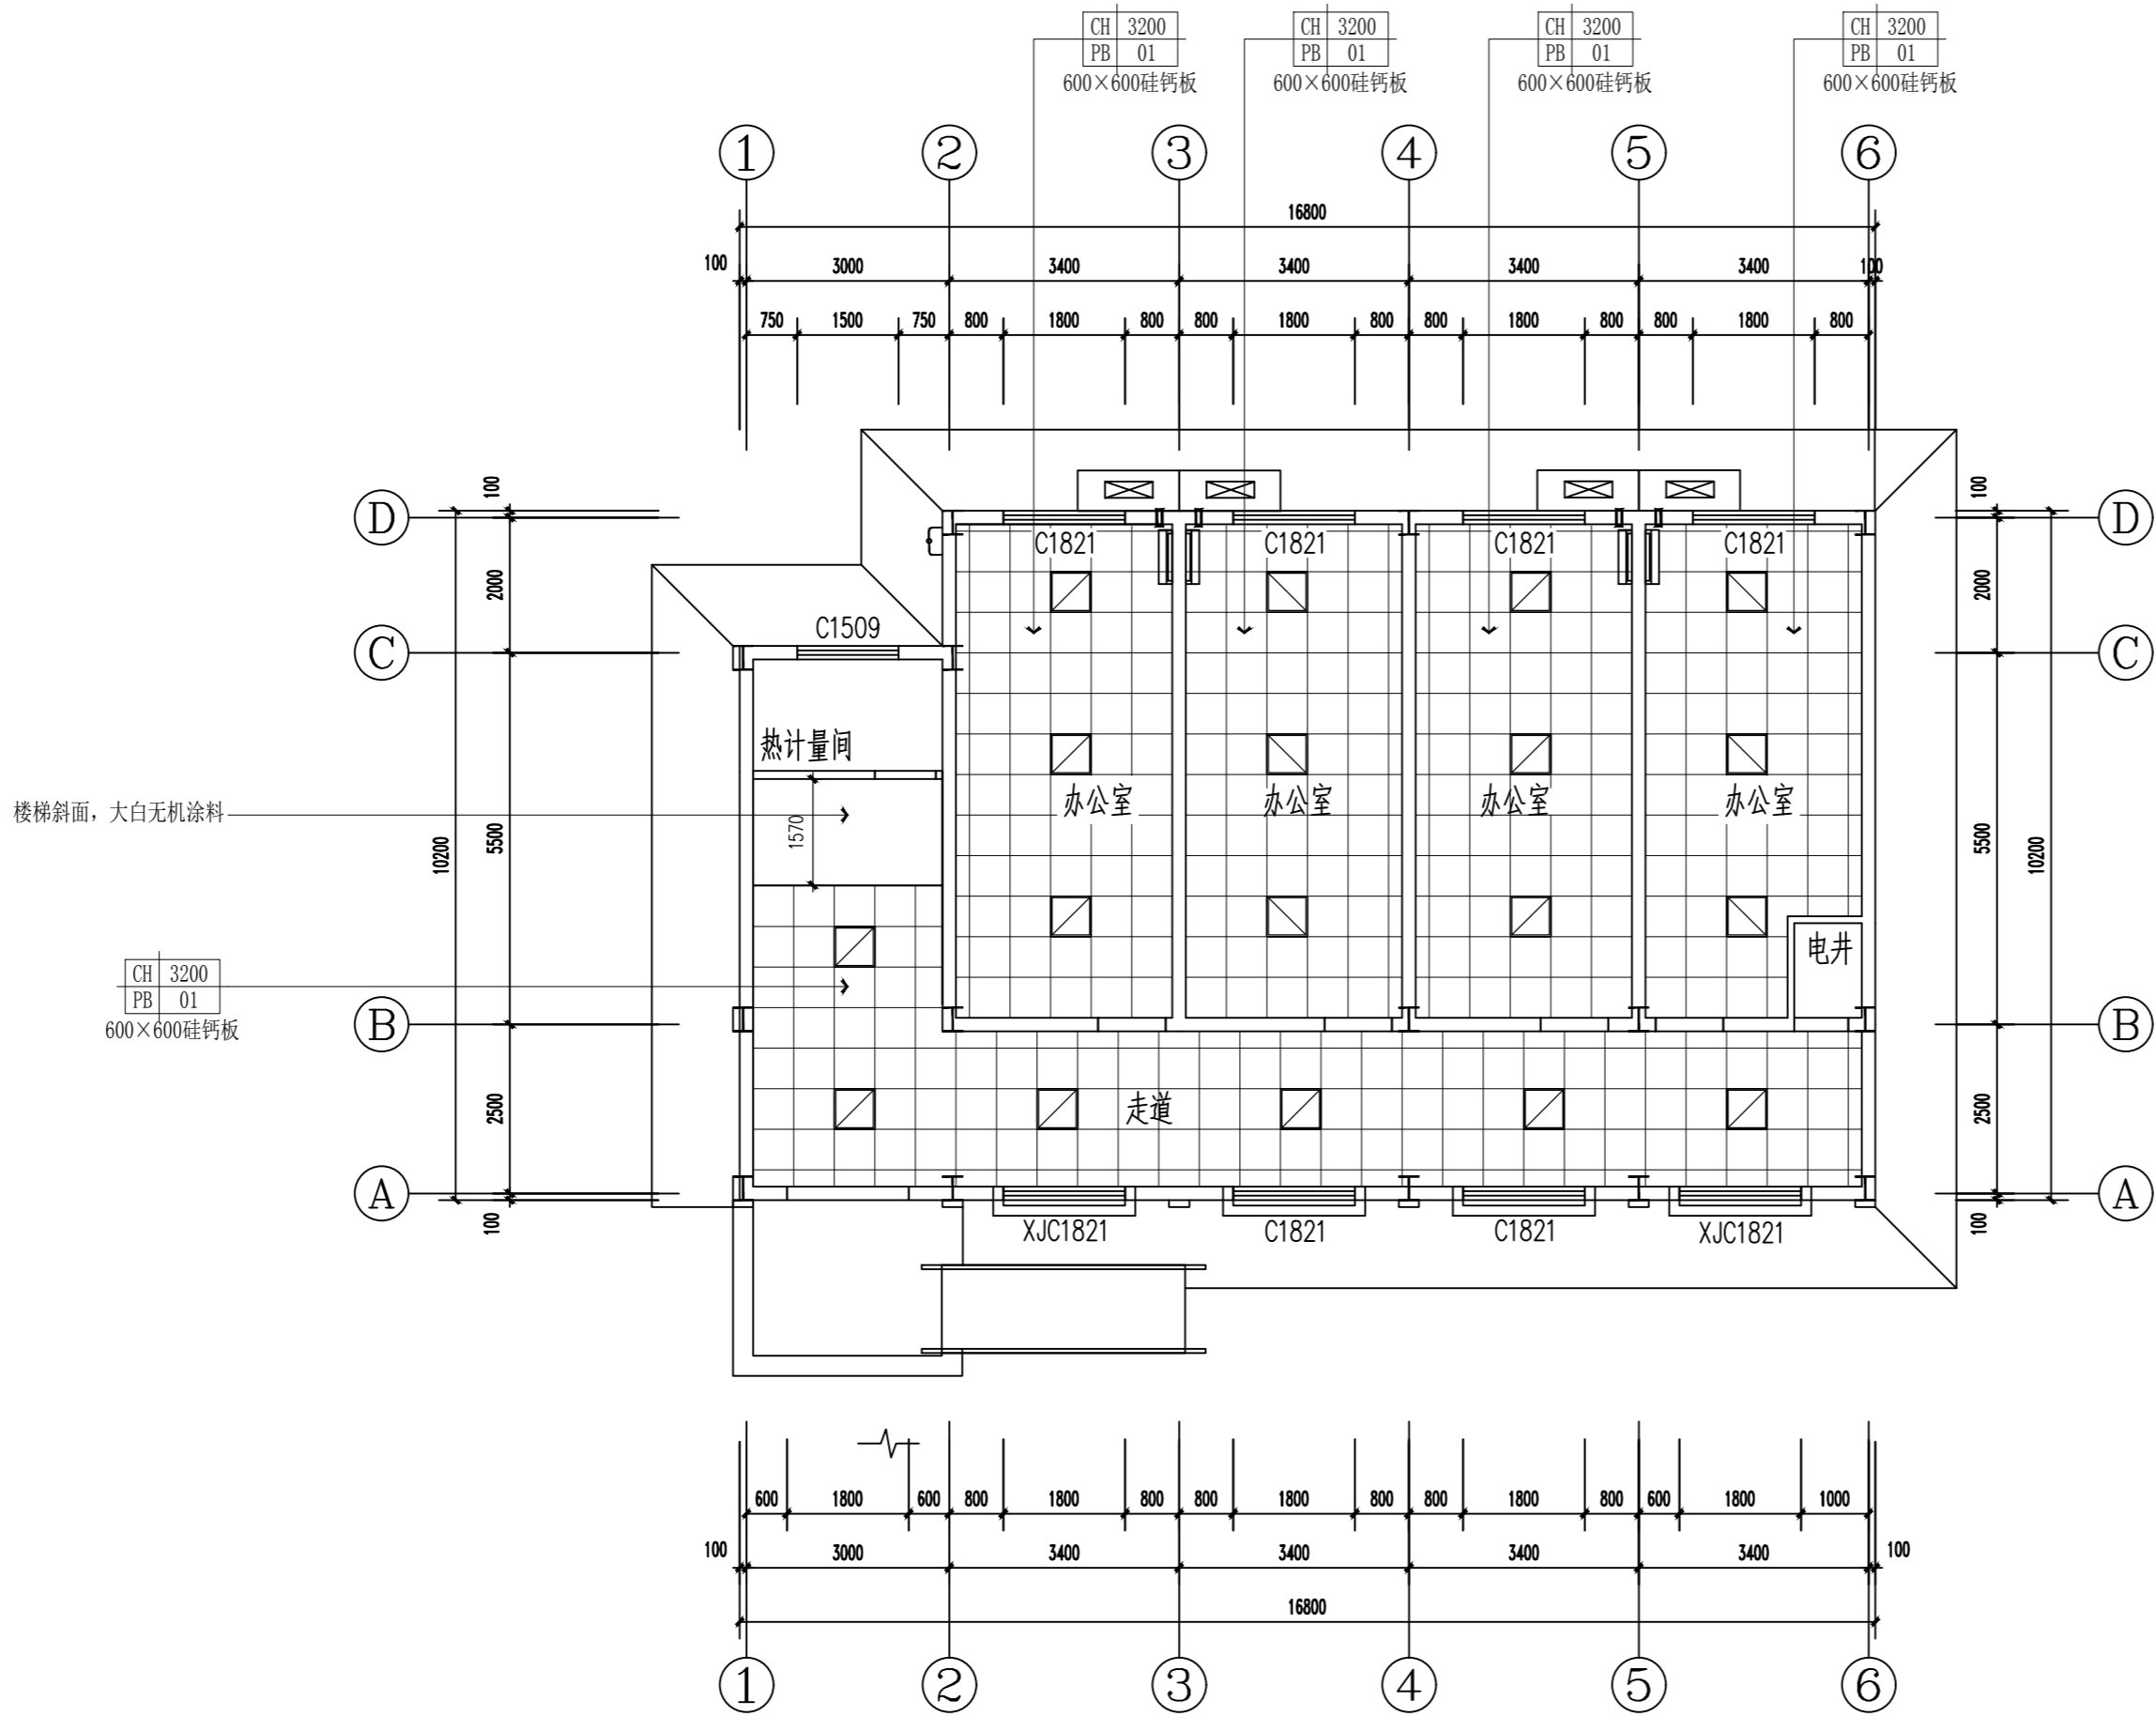 CH 3200 CH 3200 CH 3200 CH 3200
PB 01 PB 01 PB 01 PB 01
600×600硅钙板 600×600硅钙板 600×600硅钙板 600×600硅钙板
1 2 3 4 5 6
16800
100 3000 3400 3400 3400 3400 100
750 1500 750 800 1800 800 800 1800 800 800 1800 800 800 1800 800
100 100
D D
C1821 C1821 C1821 C1821
2000 2000
C1509
C C
热计量间
办公室 办公室 办公室 办公室
楼梯斜面，大白无机涂料
1570
10200 5500 5500 10200
电井
CH 3200
PB 01
600×600硅钙板
B B
2500 走道 2500
A A
100 100
XJC1821 C1821 C1821 XJC1821
600 1800 600 800 1800 800 800 1800 800 800 1800 800 600 1800 1000
100 3000 3400 3400 3400 3400 100
16800
1 2 3 4 5 6